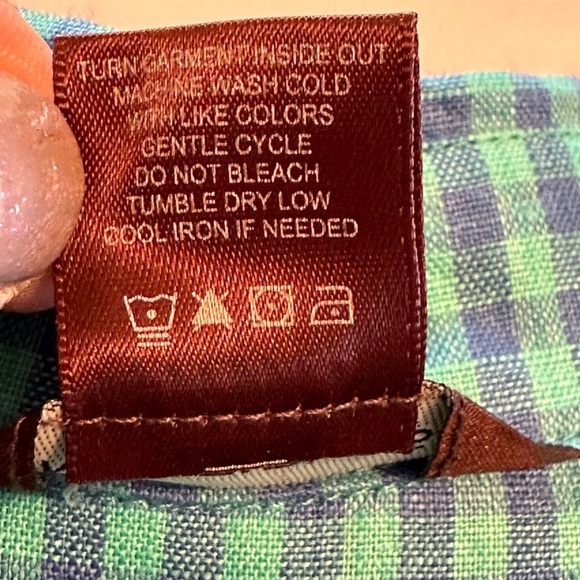 TURN GARMENT INSIDE OUT
MACHINE WASH COLD
WITH LIKE COLORS
GENTLE CYCLE
DO NOT BLEACH
TUMBLE DRY LOW
COOL IRON IF NEEDED